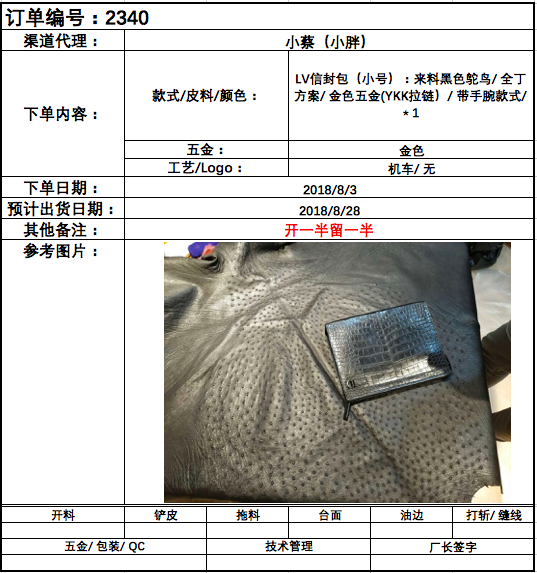 订单编号：2340
渠道代理：
小蔡（小胖）
下单内容：
款式/皮料/颜色：
LV信封包（小号）：来料黑色鸵鸟/ 全丁
方案/ 金色五金(YKK拉链）/ 带手腕款式/
*1
五金：
金色
工艺/Logo：
机车/ 无
下单日期：
2018/8/3
预计出货日期：
2018/8/28
其他备注：
开一半留一半
参考图片：
开料
铲皮
拖料
台面
油边
打斩/ 缝线
五金/ 包装/ QC
技术管理
厂长签字